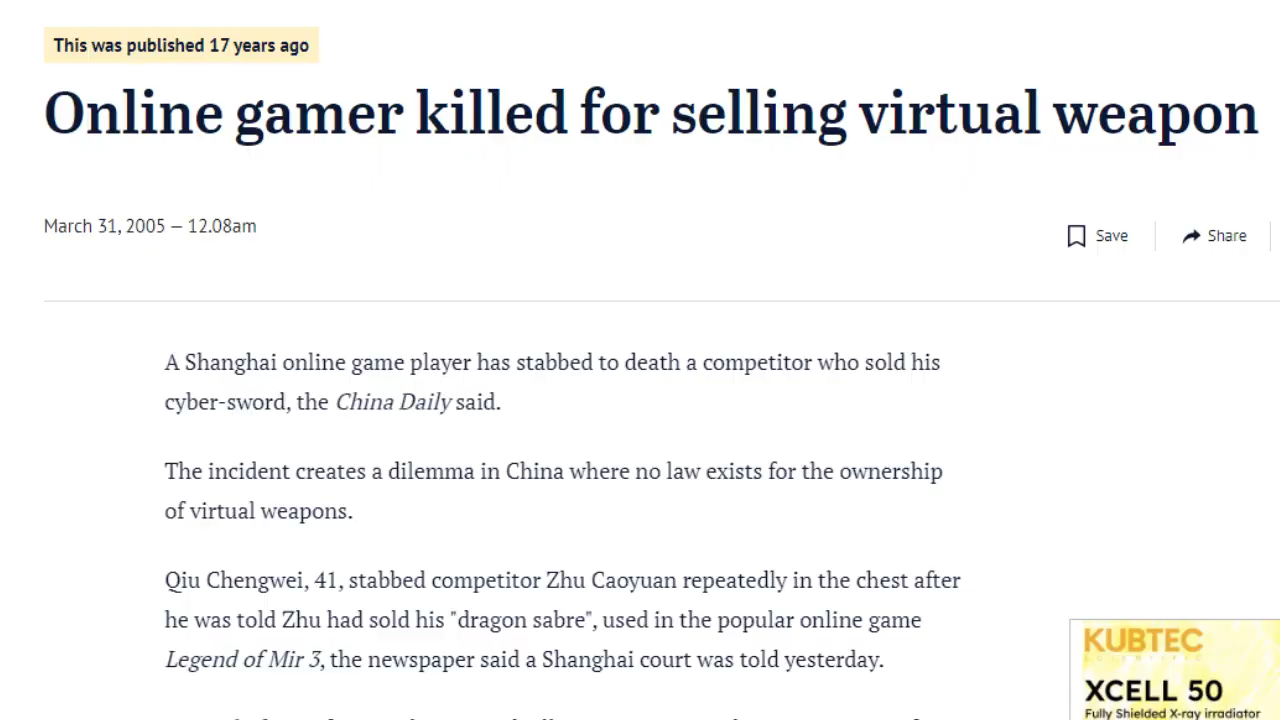 This was published 17 years ago
Online gamer killed for selling virtual weapon
March 31, 2005 — 12.08am
Save
Share
A Shanghai online game player has stabbed to death a competitor who sold his
cyber-sword, the China Daily said.
The incident creates a dilemma in China where no law exists for the ownership
of virtual weapons.
Qiu Chengwei, 41, stabbed competitor Zhu Caoyuan repeatedly in the chest after
he was told Zhu had sold his "dragon sabre", used in the popular online game
Legend of Mir 3, the newspaper said a Shanghai court was told yesterday.
KUBTEC
SCIENTIFIC
XCELL 50
Fully Shielded X-ray irradiator